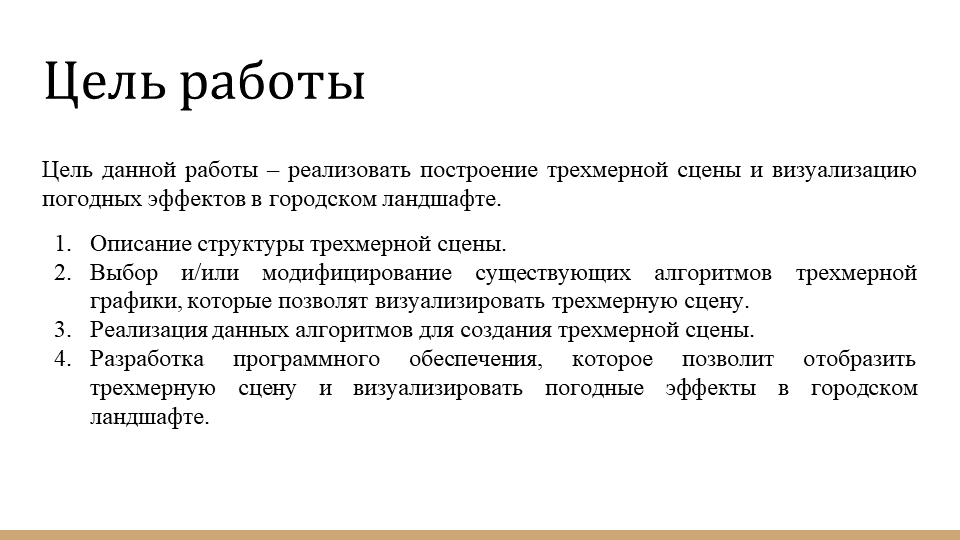 Цель работы
Цель данной работы – реализовать построение трехмерной сцены и визуализацию
погодных эффектов в городском ландшафте.
1. Описание структуры трехмерной сцены.
2. Выбор и/или модифицирование существующих алгоритмов трехмерной
графики, которые позволят визуализировать трехмерную сцену.
3. Реализация данных алгоритмов для создания трехмерной сцены.
4. Разработка программного обеспечения, которое позволит отобразить
трехмерную сцену и визуализировать погодные эффекты в городском
ландшафте.